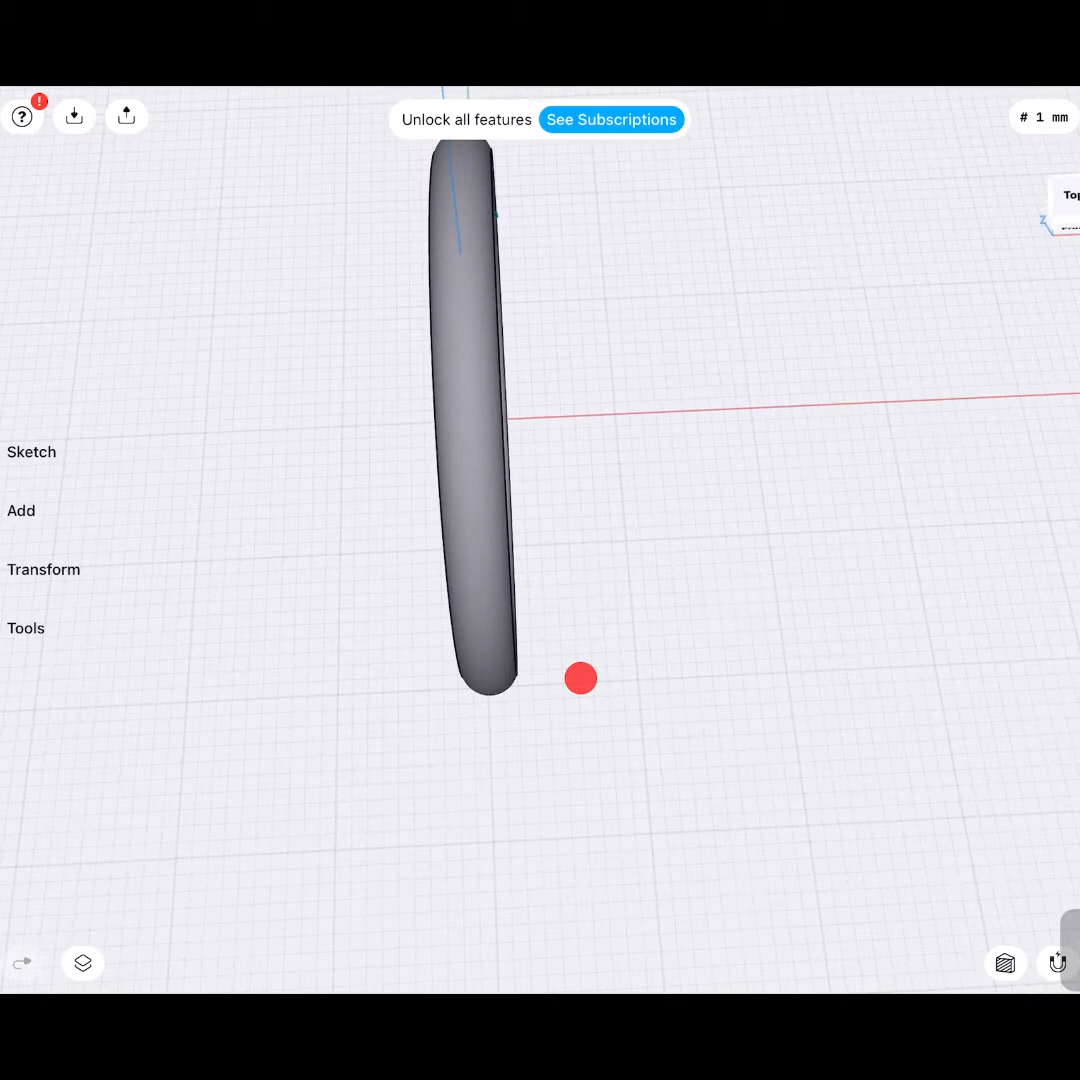 ?
!
Unlock all features See Subscriptions
# 1 mm
Z
Sketch
Add
Transform
Tools